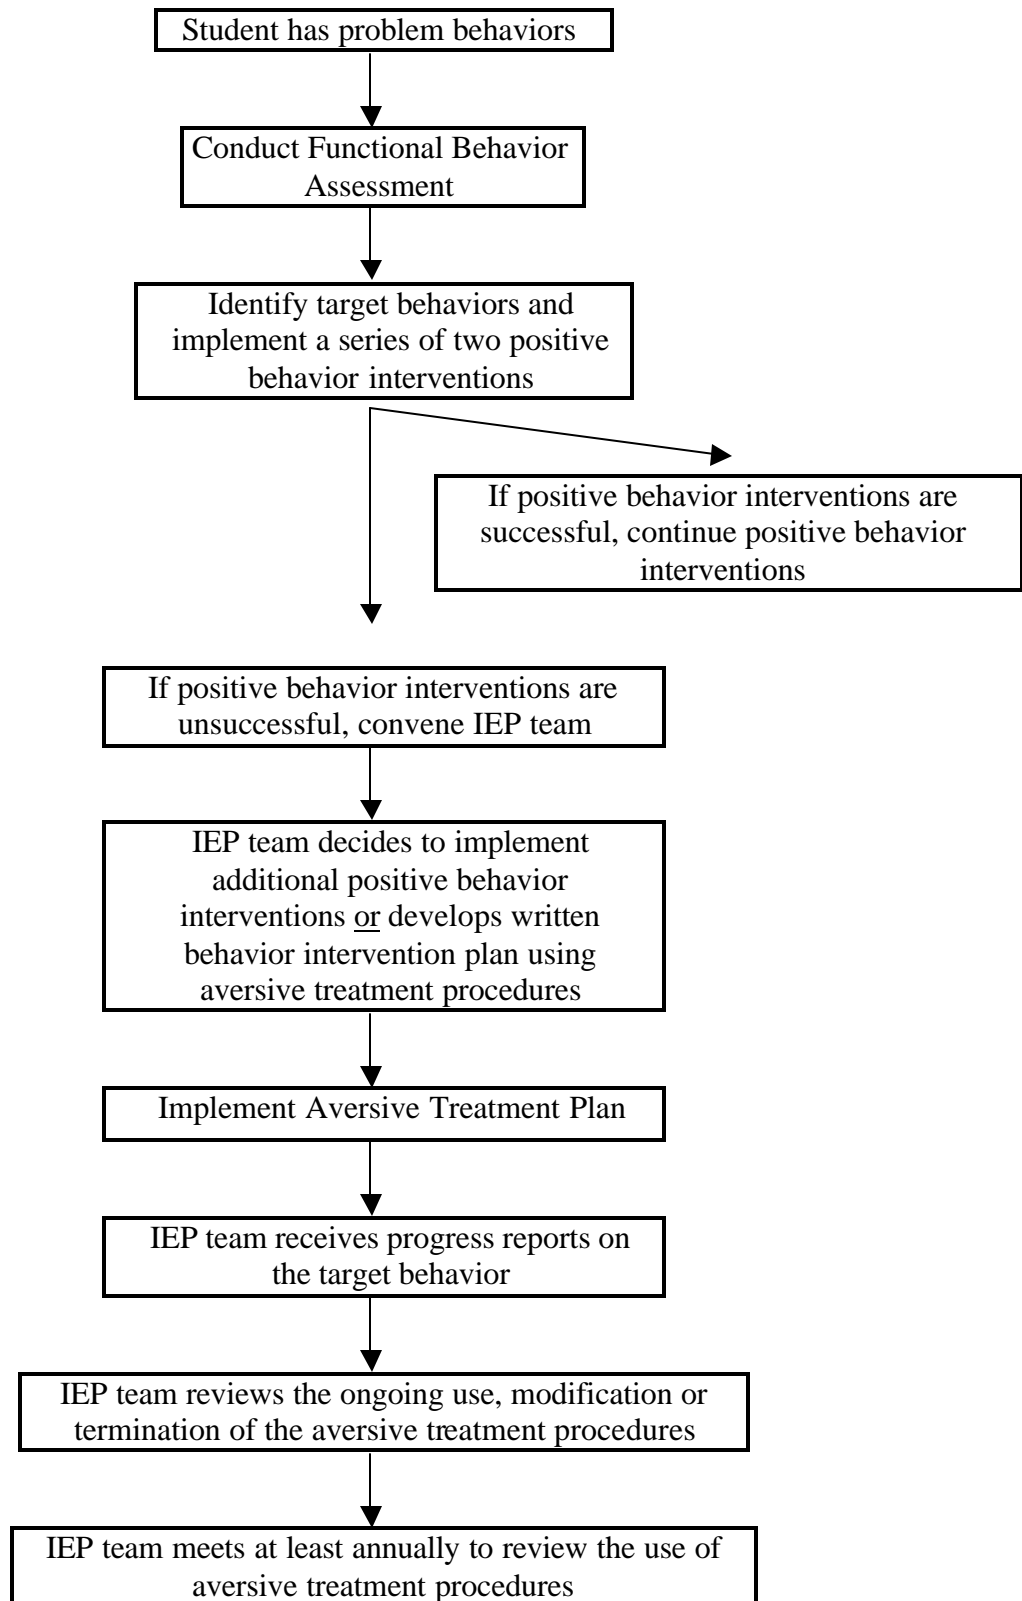 Student has problem behaviors
Conduct Functional Behavior
Assessment
Identify target behaviors and
implement a series of two positive
behavior interventions
If positive behavior interventions are
successful, continue positive behavior
interventions
If positive behavior interventions are
unsuccessful, convene IEP team
IEP team decides to implement
additional positive behavior
interventions or develops written
behavior intervention plan using
aversive treatment procedures
Implement Aversive Treatment Plan
IEP team receives progress reports on
the target behavior
IEP team reviews the ongoing use, modification or
termination of the aversive treatment procedures
IEP team meets at least annually to review the use of
aversive treatment procedures